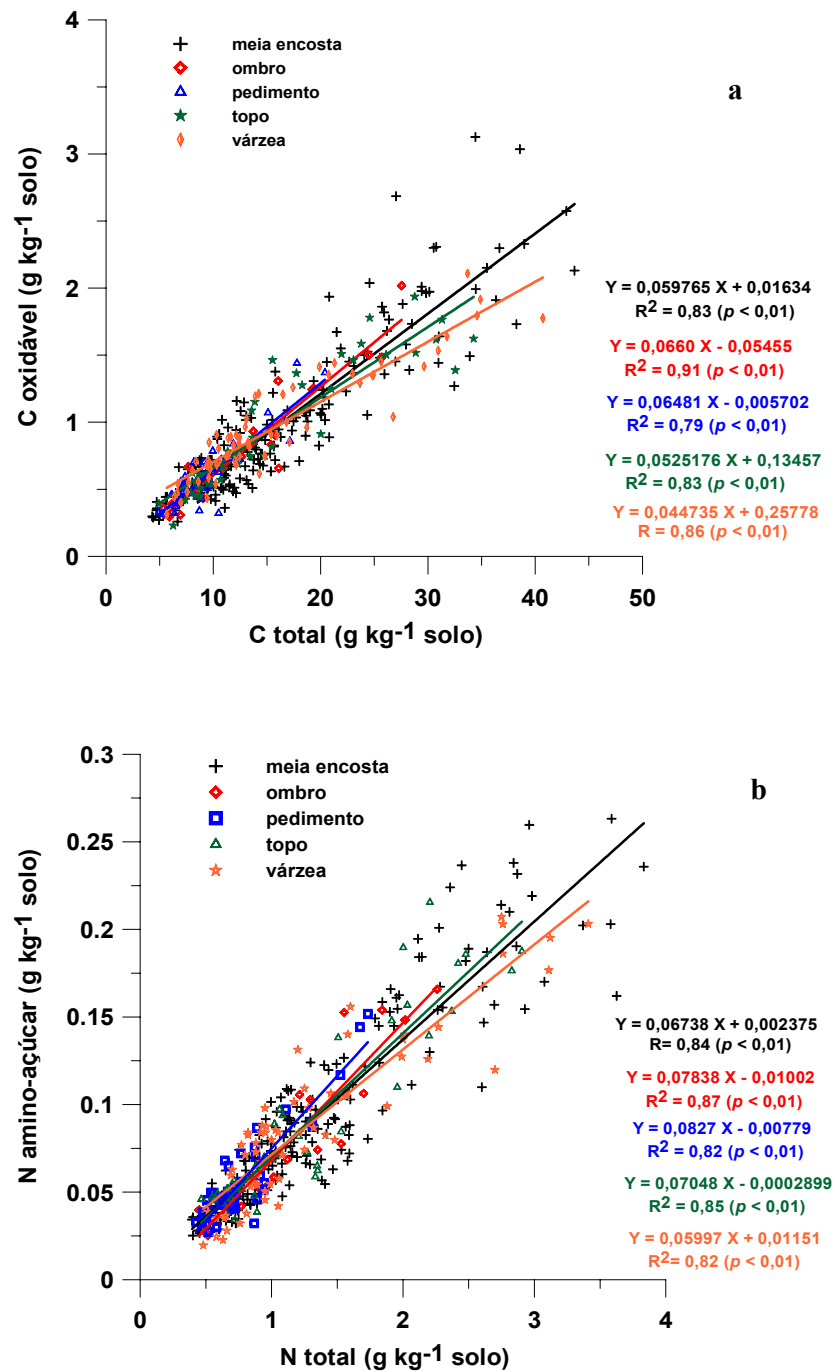 4
3
2
1
0
C oxidável (g kg-1 solo)
meia encosta
ombro
pedimento
topo
várzea
a
Y = 0,059765 X + 0,01634
R2 = 0,83 (p < 0,01)
Y = 0,0660 X - 0,05455
R2 = 0,91 (p < 0,01)
Y = 0,06481 X - 0,005702
R2 = 0,79 (p < 0,01)
Y = 0,0525176 X + 0,13457
R2 = 0,83 (p < 0,01)
Y = 0,044735 X + 0,25778
R = 0,86 (p < 0,01)
0 10 20 30 40 50
C total (g kg-1 solo)
0.3
0.25
0.2
0.15
0.1
0.05
0
N amino-açúcar (g kg-1 solo)
meia encosta
ombro
pedimento
topo
várzea
b
Y = 0,06738 X + 0,002375
R= 0,84 (p < 0,01)
Y = 0,07838 X - 0,01002
R2 = 0,87 (p < 0,01)
Y = 0,0827 X - 0,00779
R2 = 0,82 (p < 0,01)
Y = 0,07048 X - 0,0002899
R2 = 0,85 (p < 0,01)
Y = 0,05997 X + 0,01151
R2= 0,82 (p < 0,01)
0 1 2 3 4
N total (g kg-1 solo)